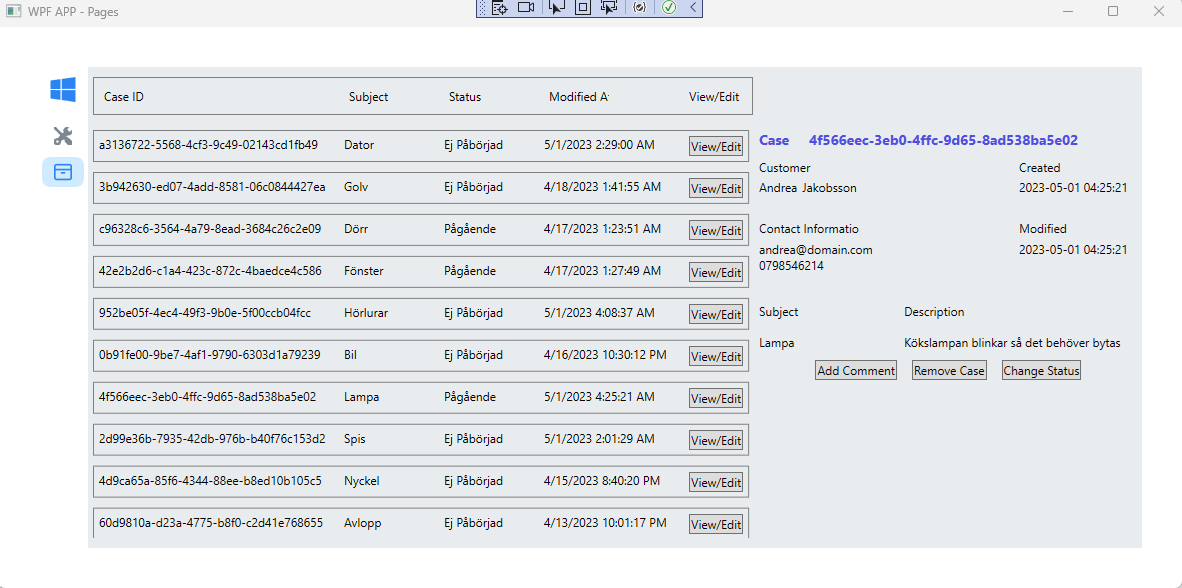 WPF APP - Pages
Case ID Subject Status Modified A View/Edit
a3136722-5568-4cf3-9c49-02143cd1fb49 Dator Ej Påbörjad 5/1/2023 2:29:00 AM View/Edit
3b942630-ed07-4add-8581-06c0844427ea Golv Ej Påbörjad 4/18/2023 1:41:55 AM View/Edit
c96328c6-3564-4a79-8ead-3684c26c2e09 Dörr Pågående 4/17/2023 1:23:51 AM View/Edit
42e2b2d6-c1a4-423c-872c-4baedce4c586 Fönster Pågående 4/17/2023 1:27:49 AM View/Edit
952be05f-4ec4-49f3-9b0e-5f00ccb04fcc Hörlurar Ej Påbörjad 5/1/2023 4:08:37 AM View/Edit
0b91fe00-9be7-4af1-9790-6303d1a79239 Bil Ej Påbörjad 4/16/2023 10:30:12 PM View/Edit
4f566eec-3eb0-4ffc-9d65-8ad538ba5e02 Lampa Pågående 5/1/2023 4:25:21 AM View/Edit
2d99e36b-7935-42db-976b-b40f76c153d2 Spis Ej Påbörjad 5/1/2023 2:01:29 AM View/Edit
4d9ca65a-85f6-4344-88ee-b8ed10b105c5 Nyckel Ej Påbörjad 4/15/2023 8:40:20 PM View/Edit
60d9810a-d23a-4775-b8f0-c2d41e768655 Avlopp Ej Påbörjad 4/13/2023 10:01:17 PM View/Edit
Case 4f566eec-3eb0-4ffc-9d65-8ad538ba5e02
Customer Created
Andrea Jakobsson 2023-05-01 04:25:21
Contact Informatio Modified
andrea@domain.com 2023-05-01 04:25:21
0798546214
Subject Description
Lampa Kökslampan blinkar så det behöver bytas
Add Comment Remove Case Change Status